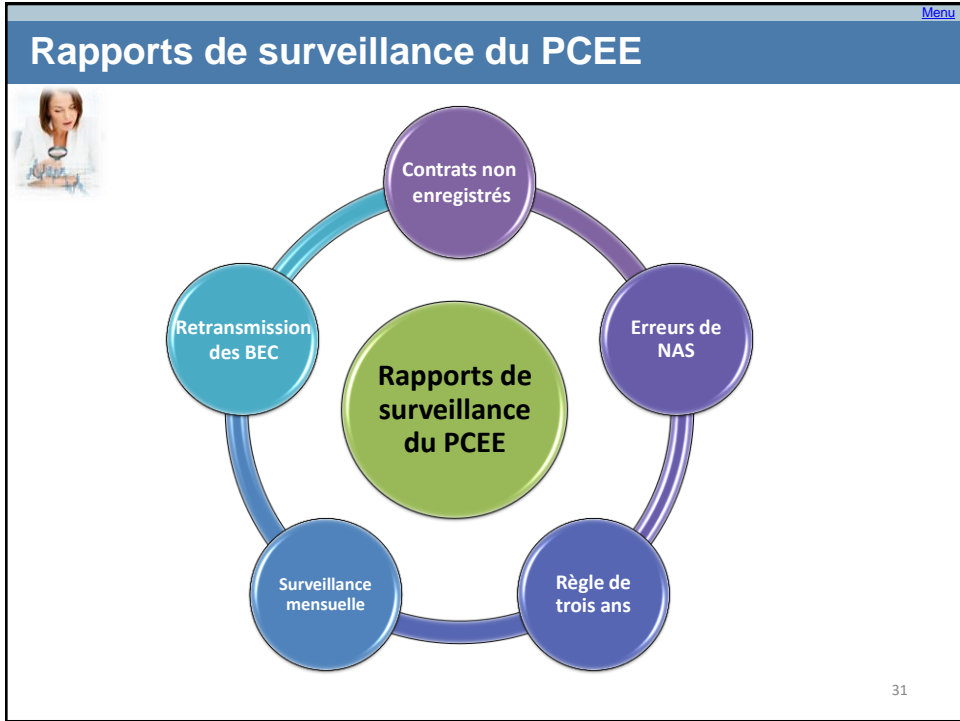 Menu
Rapports de surveillance du PCEE
Contrats non
enregistrés
Retransmission
des BEC
Erreurs de
NAS
Rapports de
surveillance
du PCEE
Surveillance
mensuelle
Règle de
trois ans
31